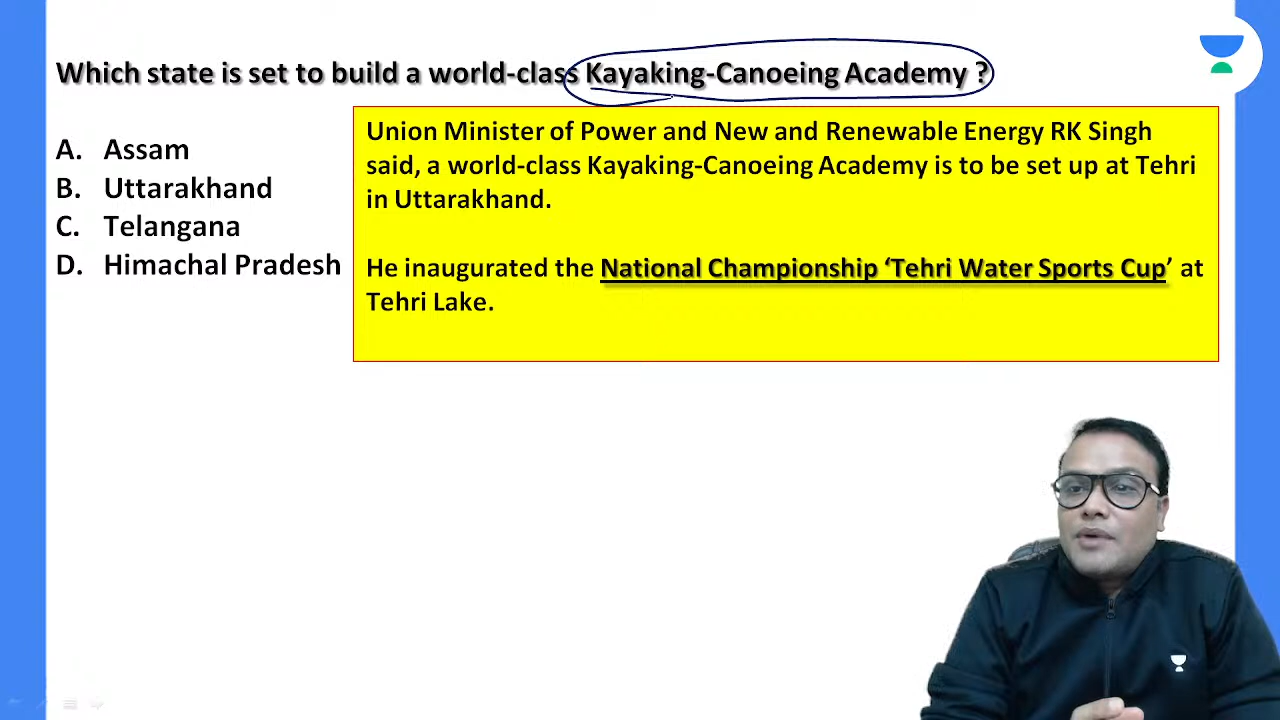 Which state is set to build a world-class Kayaking-Canoeing Academy ?
A. Assam
B. Uttarakhand
C. Telangana
D. Himachal Pradesh
Union Minister of Power and New and Renewable Energy RK Singh
said, a world-class Kayaking-Canoeing Academy is to be set up at Tehri
in Uttarakhand.
He inaugurated the National Championship ‘Tehri Water Sports Cup’ at
Tehri Lake.